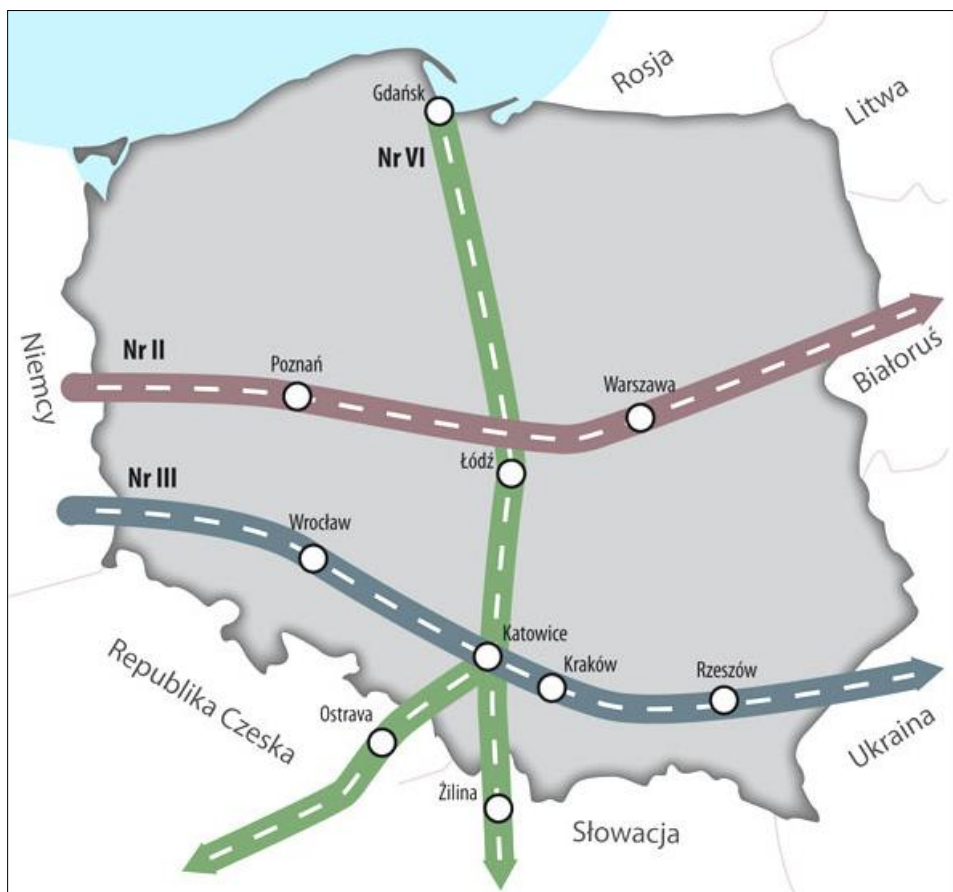 Rosja
Gdańsk
Litwa
Nr VI
Niemcy
Nr II
Poznań
Warszawa
Białoruś
Łódź
Nr III
Wrocław
Katowice
Kraków
Rzeszów
Republika Czeska
Ostrava
Ukraina
Žilina
Słowacja